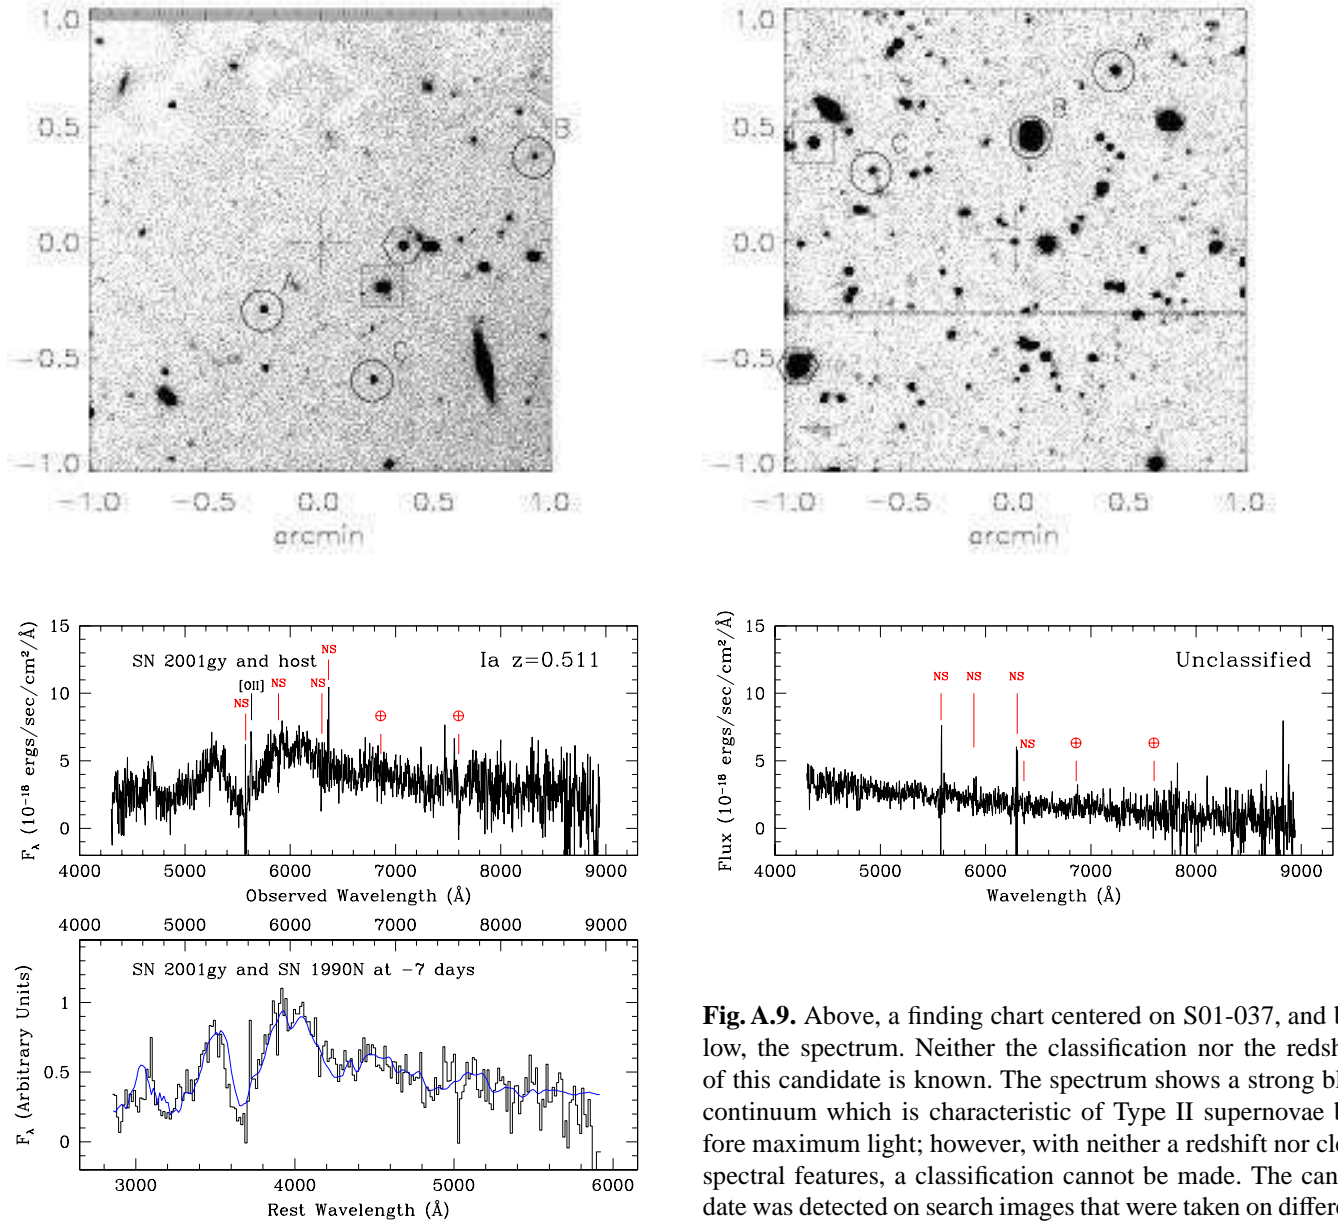 1.0
0.5
0.0
−0.5
−1.0
−1.0 −0.5 0.0 0.5 1.0
arcmin
A
B
C
1.0
0.5
0.0
−0.5
−1.0
−1.0 −0.5 0.0 0.5 1.0
arcmin
A
B
C
15
10
5
0
F_λ (10⁻¹⁸ ergs/sec/cm²/Å)
SN 2001gy and host
Ia z=0.511
NS
[OII]
NS
NS
NS
⊕
⊕
4000 5000 6000 7000 8000 9000
Observed Wavelength (Å)
4000 5000 6000 7000 8000 9000
SN 2001gy and SN 1990N at −7 days
1
0.5
0
F_λ (Arbitrary Units)
3000 4000 5000 6000
Rest Wavelength (Å)
15
10
5
0
Flux (10⁻¹⁸ ergs/sec/cm²/Å)
Unclassified
NS
NS
NS
NS
⊕
⊕
4000 5000 6000 7000 8000 9000
Wavelength (Å)
Fig. A.9. Above, a finding chart centered on S01-037, and b
low, the spectrum. Neither the classification nor the redsh
of this candidate is known. The spectrum shows a strong bl
continuum which is characteristic of Type II supernovae b
fore maximum light; however, with neither a redshift nor cle
spectral features, a classification cannot be made. The can
date was detected on search images that were taken on differe